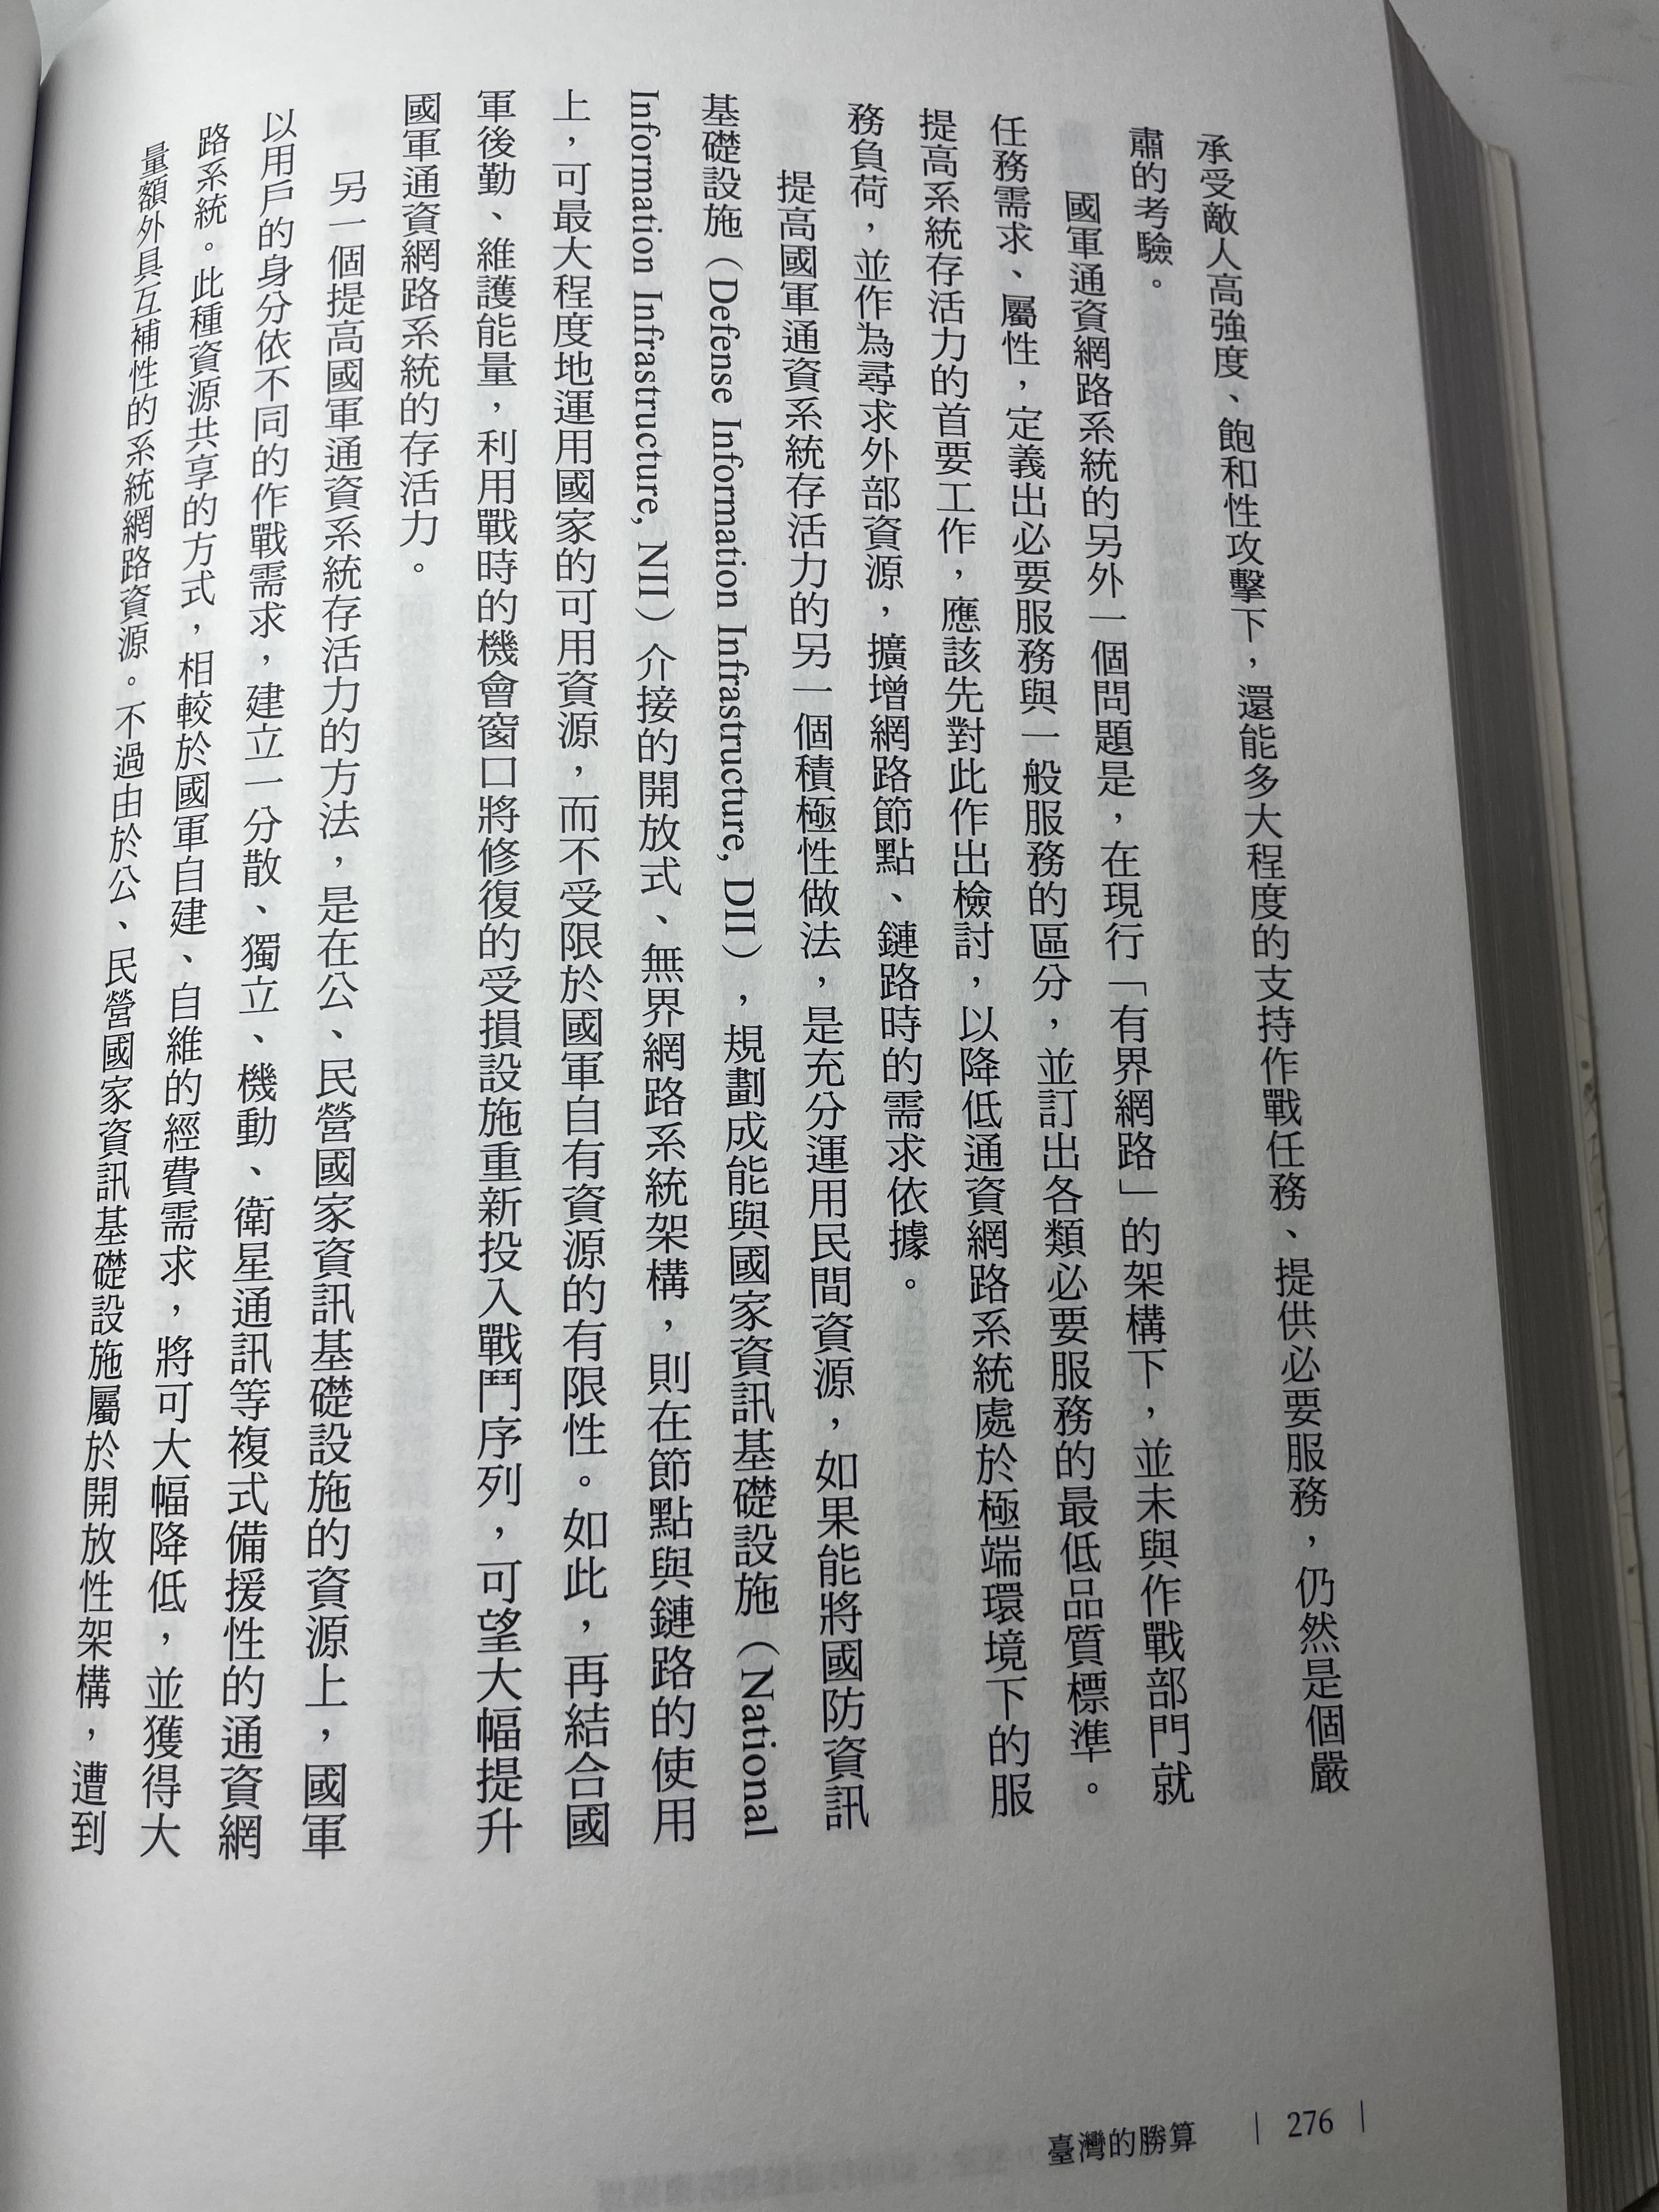 承受敵人高強度、飽和性攻擊下，還能多大程度的支持作戰任務、提供必要服務，仍然是個嚴
肅的考驗。
國軍通資網路系統的另外一個問題是，在現行「有界網路」的架構下，並未與作戰部門就
任務需求、屬性，定義出必要服務與一般服務的區分，並訂出各類必要服務的最低品質標準。
提高系統存活力的首要工作，應該先對此作出檢討，以降低通資網路系統處於極端環境下的服
務負荷，並作為尋求外部資源，擴增網路節點、鏈路時的需求依據。
提高國軍通資系統存活力的另一個積極性做法，是充分運用民間資源，如果能將國防資訊
基礎設施（Defense Information Infrastructure, DII），規劃成能與國家資訊基礎設施（National
Information Infrastructure, NII）介接的開放式、無界網路系統架構，則在節點與鏈路的使用
上，可最大程度地運用國家的可用資源，而不受限於國軍自有資源的有限性。如此，再結合國
軍後勤、維護能量，利用戰時的機會窗口將修復的受損設施重新投入戰鬥序列，可望大幅提升
國軍通資網路系統的存活力。
另一個提高國軍通資系統存活力的方法，是在公、民營國家資訊基礎設施的資源上，國軍
以用戶的身分依不同的作戰需求，建立一分散、獨立、機動、衛星通訊等複式備援性的通資網
路系統。此種資源共享的方式，相較於國軍自建、自維的經費需求，將可大幅降低，並獲得大
量額外具互補性的系統網路資源。不過由於公、民營國家資訊基礎設施屬於開放性架構，遭到
臺灣的勝算 | 276 |